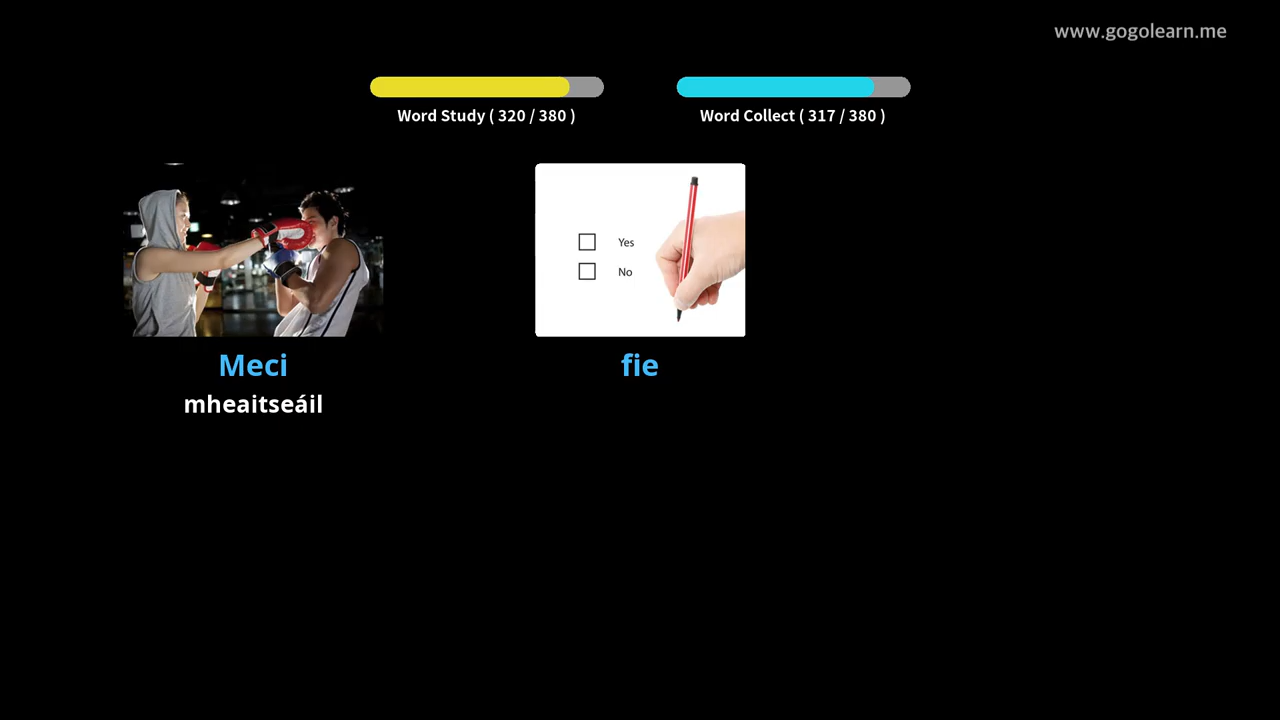 www.gogolearn.me
Word Study ( 320 / 380 )
Word Collect ( 317 / 380 )
Yes
No
Meci
fie
mheaitseáil